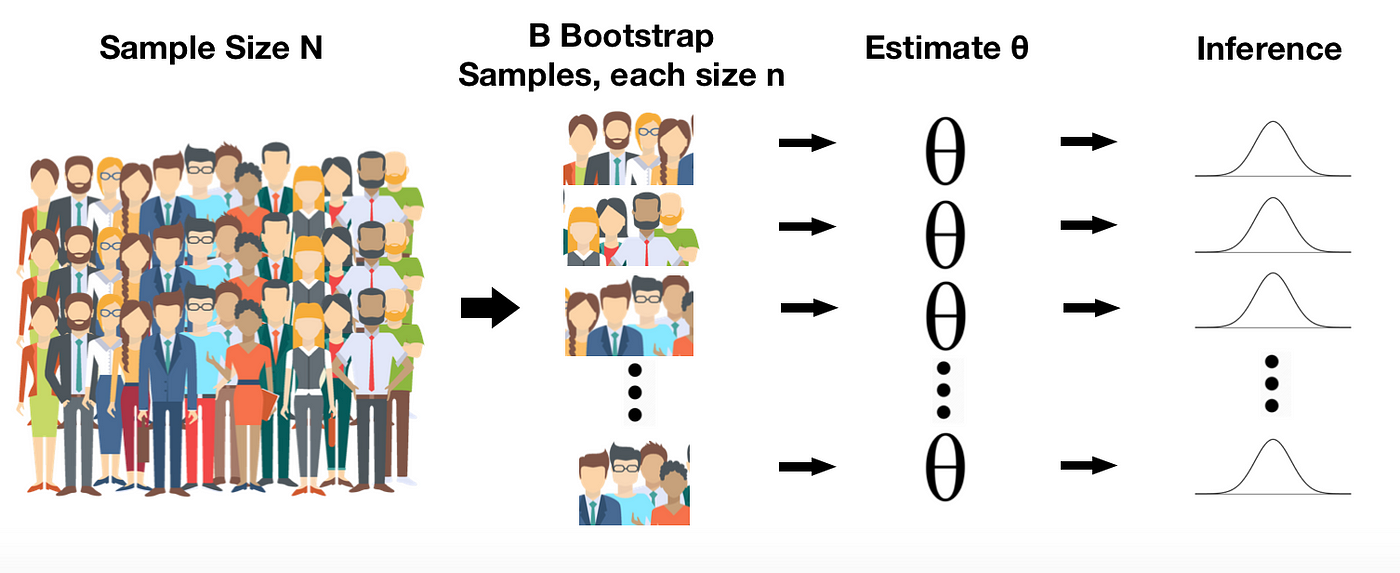 Sample Size N
B Bootstrap
Samples, each size n
Estimate θ
Inference
θ
θ
θ
θ